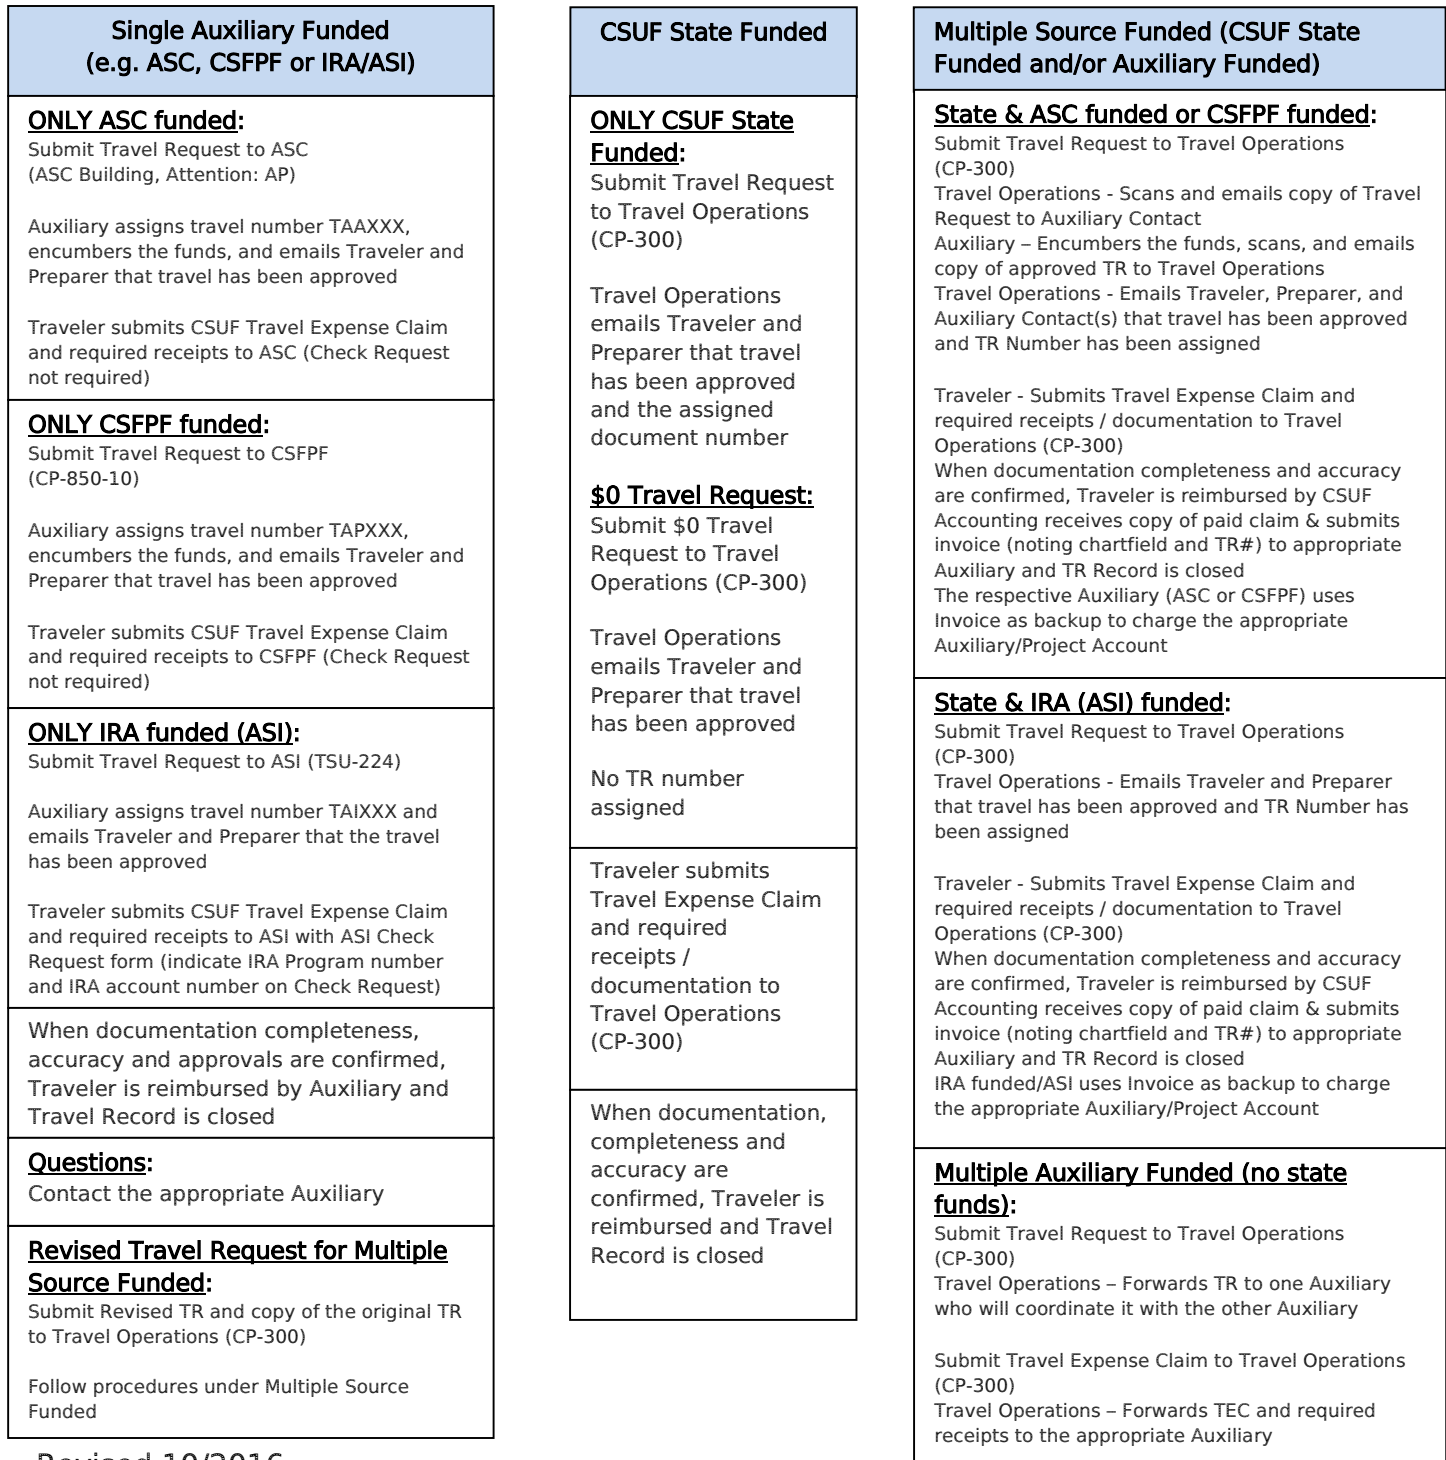 Single Auxiliary Funded
(e.g. ASC, CSFPF or IRA/ASI)
ONLY ASC funded:
Submit Travel Request to ASC
(ASC Building, Attention: AP)
Auxiliary assigns travel number TAAXXX,
encumbers the funds, and emails Traveler and
Preparer that travel has been approved
Traveler submits CSUF Travel Expense Claim
and required receipts to ASC (Check Request
not required)
ONLY CSFPF funded:
Submit Travel Request to CSFPF
(CP-850-10)
Auxiliary assigns travel number TAPXXX,
encumbers the funds, and emails Traveler and
Preparer that travel has been approved
Traveler submits CSUF Travel Expense Claim
and required receipts to CSFPF (Check Request
not required)
ONLY IRA funded (ASI):
Submit Travel Request to ASI (TSU-224)
Auxiliary assigns travel number TAIXXX and
emails Traveler and Preparer that the travel
has been approved
Traveler submits CSUF Travel Expense Claim
and required receipts to ASI with ASI Check
Request form (indicate IRA Program number
and IRA account number on Check Request)
When documentation completeness,
accuracy and approvals are confirmed,
Traveler is reimbursed by Auxiliary and
Travel Record is closed
Questions:
Contact the appropriate Auxiliary
Revised Travel Request for Multiple
Source Funded:
Submit Revised TR and copy of the original TR
to Travel Operations (CP-300)
Follow procedures under Multiple Source
Funded
Revised 10/2016
CSUF State Funded
ONLY CSUF State
Funded:
Submit Travel Request
to Travel Operations
(CP-300)
Travel Operations
emails Traveler and
Preparer that travel
has been approved
and the assigned
document number
$0 Travel Request:
Submit $0 Travel
Request to Travel
Operations (CP-300)
Travel Operations
emails Traveler and
Preparer that travel
has been approved
No TR number
assigned
Traveler submits
Travel Expense Claim
and required
receipts /
documentation to
Travel Operations
(CP-300)
When documentation,
completeness and
accuracy are
confirmed, Traveler is
reimbursed and Travel
Record is closed
Multiple Source Funded (CSUF State
Funded and/or Auxiliary Funded)
State & ASC funded or CSFPF funded:
Submit Travel Request to Travel Operations
(CP-300)
Travel Operations - Scans and emails copy of Travel
Request to Auxiliary Contact
Auxiliary – Encumbers the funds, scans, and emails
copy of approved TR to Travel Operations
Travel Operations - Emails Traveler, Preparer, and
Auxiliary Contact(s) that travel has been approved
and TR Number has been assigned
Traveler - Submits Travel Expense Claim and
required receipts / documentation to Travel
Operations (CP-300)
When documentation completeness and accuracy
are confirmed, Traveler is reimbursed by CSUF
Accounting receives copy of paid claim & submits
invoice (noting chartfield and TR#) to appropriate
Auxiliary and TR Record is closed
The respective Auxiliary (ASC or CSFPF) uses
Invoice as backup to charge the appropriate
Auxiliary/Project Account
State & IRA (ASI) funded:
Submit Travel Request to Travel Operations
(CP-300)
Travel Operations - Emails Traveler and Preparer
that travel has been approved and TR Number has
been assigned
Traveler - Submits Travel Expense Claim and
required receipts / documentation to Travel
Operations (CP-300)
When documentation completeness and accuracy
are confirmed, Traveler is reimbursed by CSUF
Accounting receives copy of paid claim & submits
invoice (noting chartfield and TR#) to appropriate
Auxiliary and TR Record is closed
IRA funded/ASI uses Invoice as backup to charge
the appropriate Auxiliary/Project Account
Multiple Auxiliary Funded (no state
funds):
Submit Travel Request to Travel Operations
(CP-300)
Travel Operations – Forwards TR to one Auxiliary
who will coordinate it with the other Auxiliary
Submit Travel Expense Claim to Travel Operations
(CP-300)
Travel Operations – Forwards TEC and required
receipts to the appropriate Auxiliary